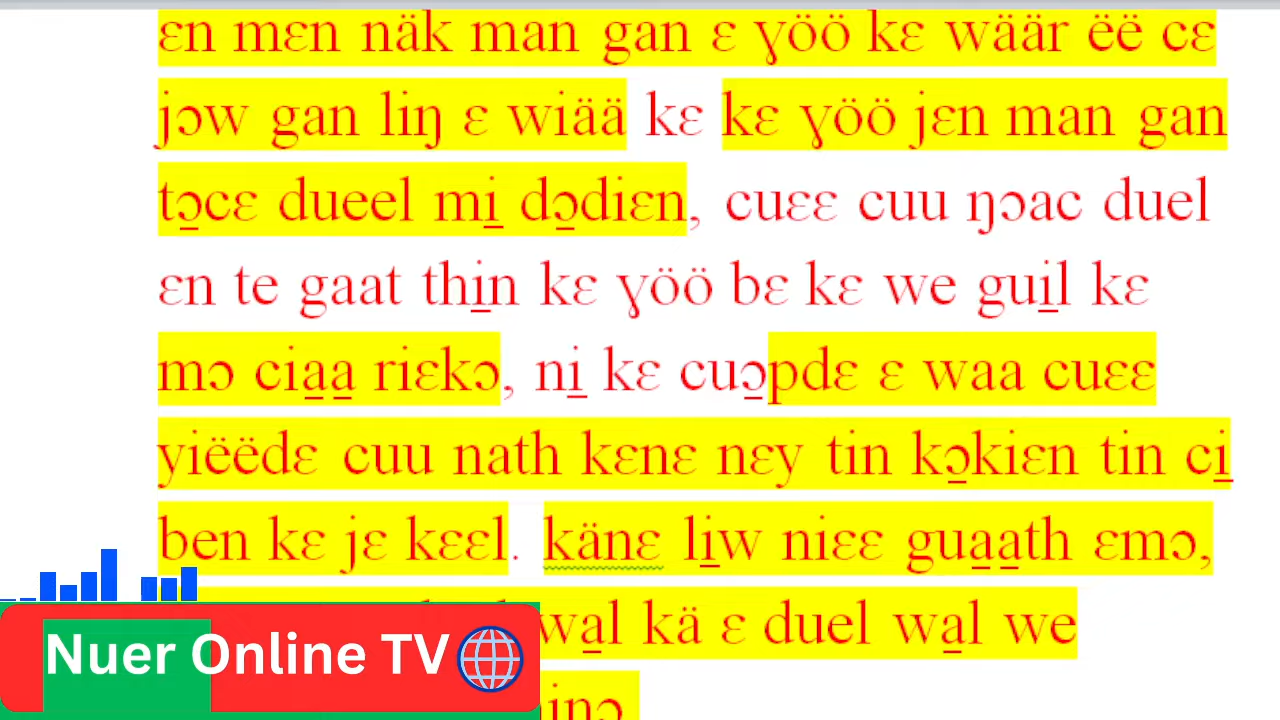 ɛn mɛn näk man gan ɛ ɣöö kɛ wäär ëë cɛ
jɔw gan liŋ ɛ wiää kɛ kɛ ɣöö jɛn man gan
tɔ̱cɛ dueel mi̱ dɔ̱diɛn, cuɛɛ cuu ŋɔac duel
ɛn te gaat thi̱n kɛ ɣöö bɛ kɛ we gui̱l kɛ
mɔ cia̱a̱ riɛkɔ, ni̱ kɛ cuɔ̱pdɛ ɛ waa cuɛɛ
yiëëdɛ cuu nath kɛnɛ nɛy tin kɔ̱kiɛn tin ci̱
ben kɛ jɛ kɛɛl. känɛ li̱w niɛɛ gua̱a̱th ɛmɔ,
wa̱l kä ɛ duel wa̱l we
Nuer Online TV